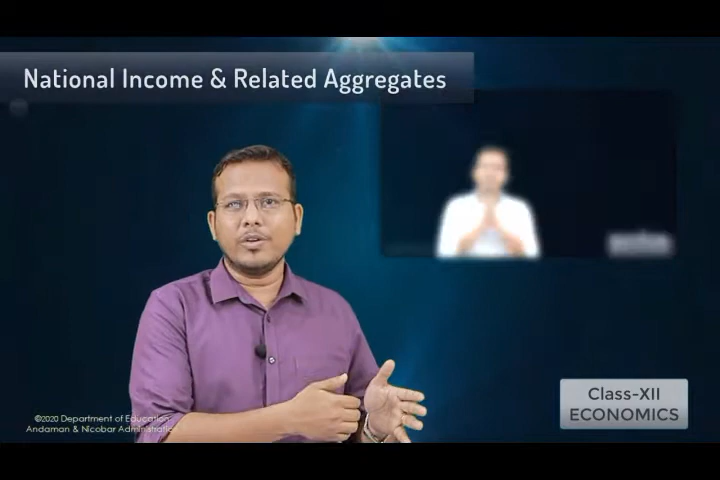 National Income & Related Aggregates
Class-XII
ECONOMICS
©2020 Department of Education
Andaman & Nicobar Administration